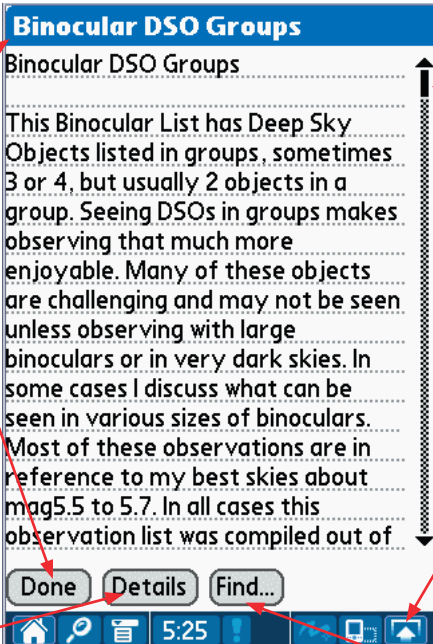 Binocular DSO Groups
Binocular DSO Groups
This Binocular List has Deep Sky
Objects listed in groups, sometimes
3 or 4, but usually 2 objects in a
group. Seeing DSOs in groups makes
observing that much more
enjoyable. Many of these objects
are challenging and may not be seen
unless observing with large
binoculars or in very dark skies. In
some cases I discuss what can be
seen in various sizes of binoculars.
Most of these observations are in
reference to my best skies about
mag5.5 to 5.7. In all cases this
observation list was compiled out of
Done Details Find...
5:25